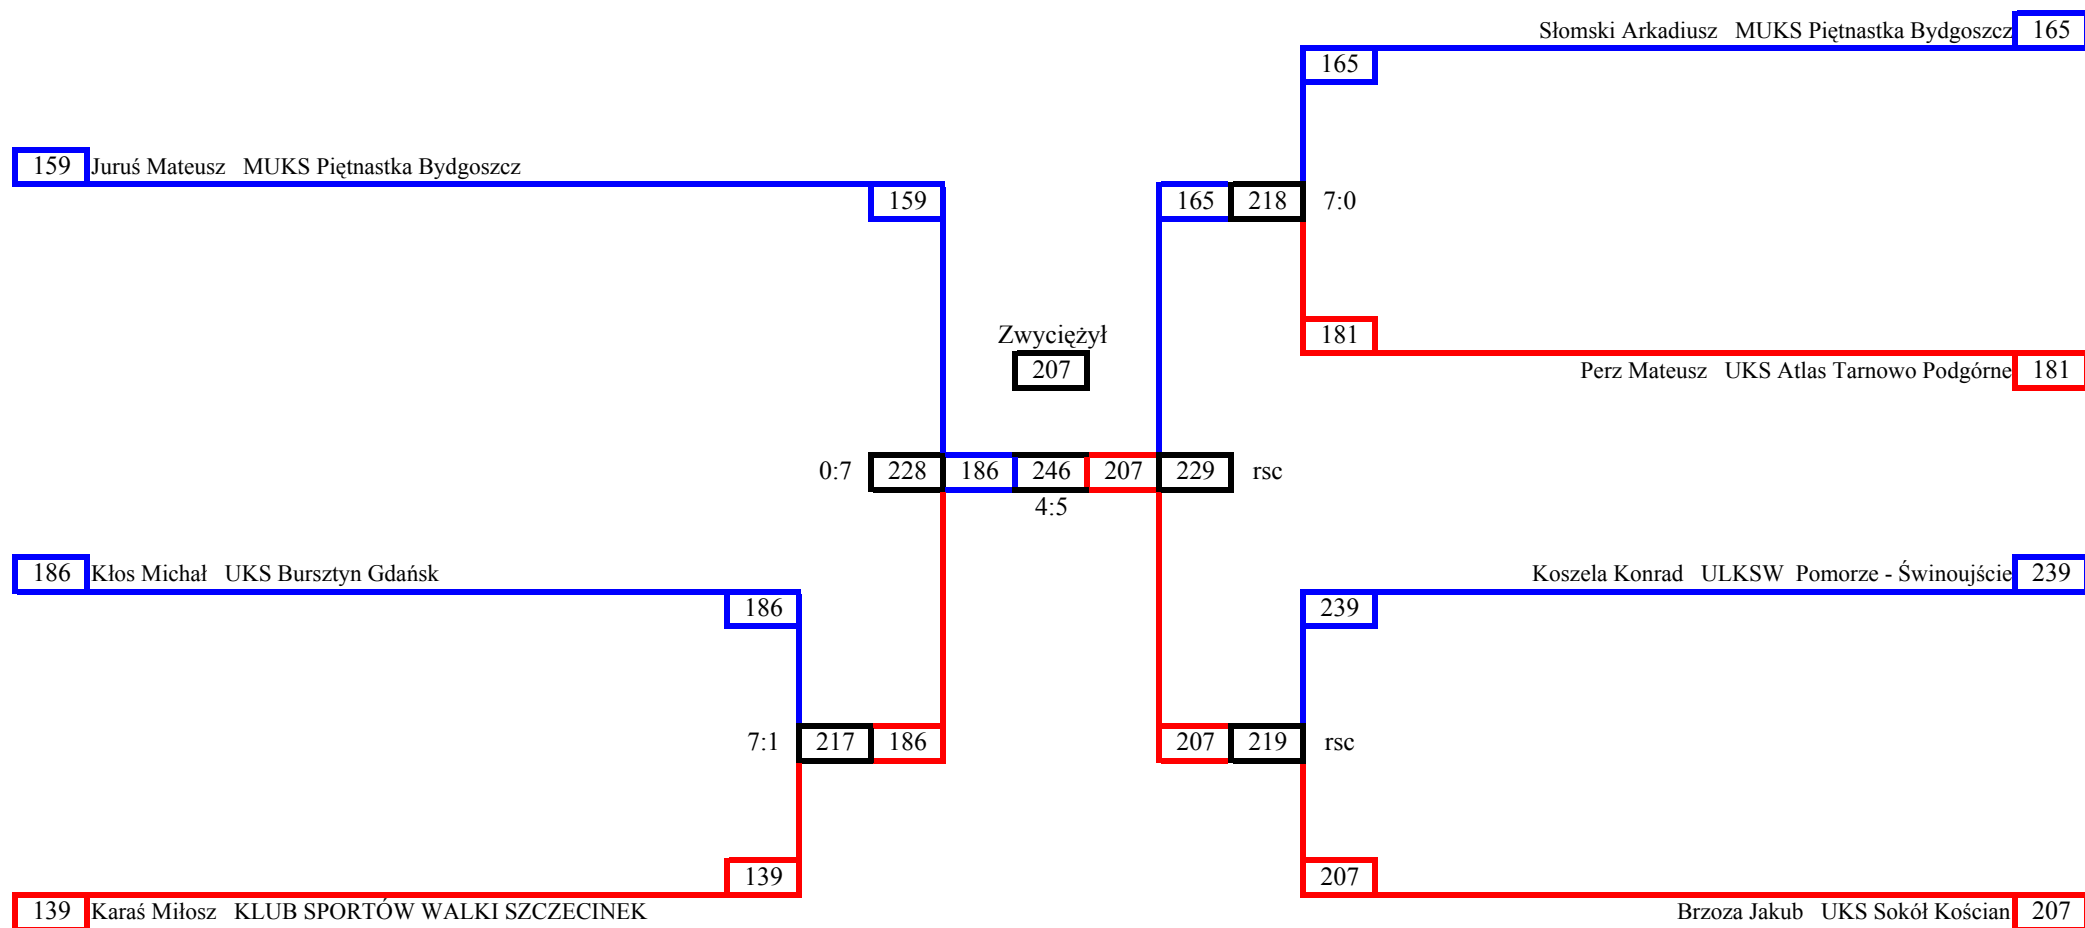 Słomski Arkadiusz MUKS Piętnastka Bydgoszcz 165
165
159 Juruś Mateusz MUKS Piętnastka Bydgoszcz
159 165 218 7:0
Zwyciężył
181
207
Perz Mateusz UKS Atlas Tarnowo Podgórne 181
0:7 228 186 246 207 229 rsc
4:5
186 Kłos Michał UKS Bursztyn Gdańsk
Koszela Konrad ULKSW Pomorze - Świnoujście 239
186 239
7:1 217 186 207 219 rsc
139 207
139 Karaś Miłosz KLUB SPORTÓW WALKI SZCZECINEK
Brzoza Jakub UKS Sokół Kościan 207